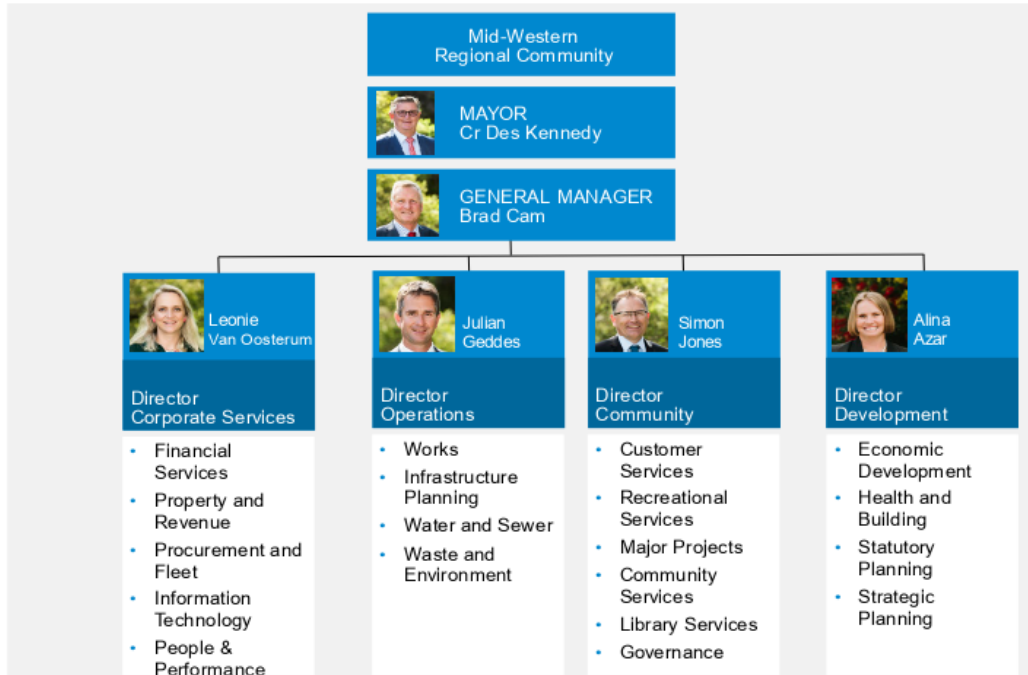 Mid-Western
Regional Community
MAYOR
Cr Des Kennedy
GENERAL MANAGER
Brad Cam
Leonie
Van Oosterum
Director
Corporate Services
• Financial
Services
• Property and
Revenue
• Procurement and
Fleet
• Information
Technology
• People &
Performance
Julian
Geddes
Director
Operations
• Works
• Infrastructure
Planning
• Water and Sewer
• Waste and
Environment
Simon
Jones
Director
Community
• Customer
Services
• Recreational
Services
• Major Projects
• Community
Services
• Library Services
• Governance
Alina
Azar
Director
Development
• Economic
Development
• Health and
Building
• Statutory
Planning
• Strategic
Planning